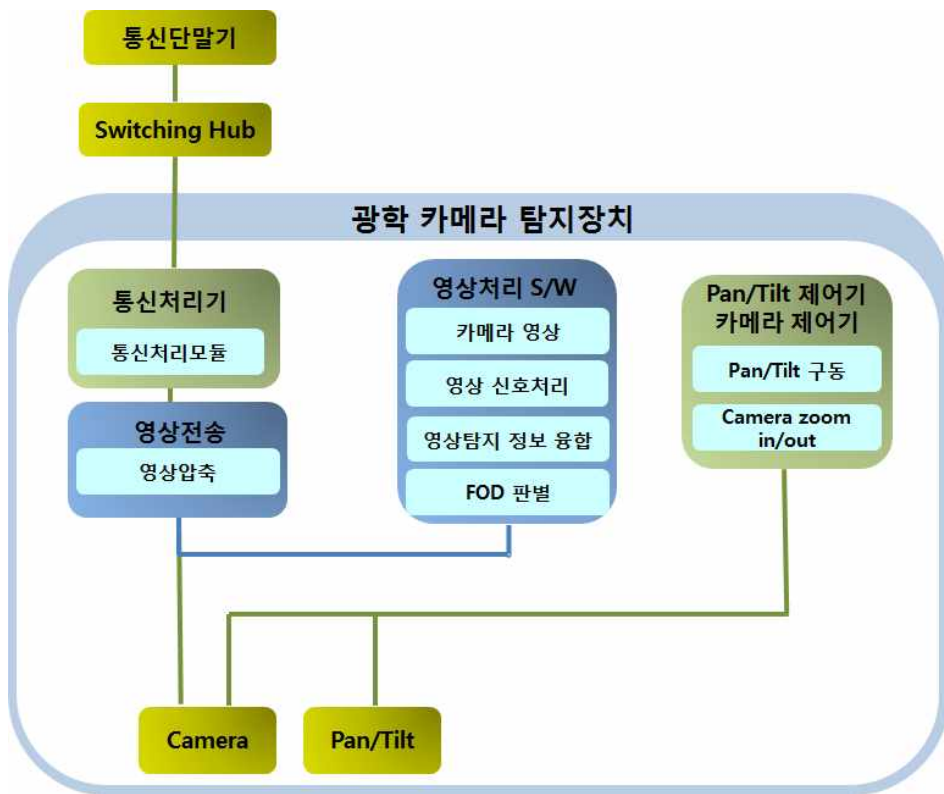 통신단말기
Switching Hub
광학 카메라 탐지장치
통신처리기
통신처리모듈
영상전송
영상압축
영상처리 S/W
카메라 영상
영상 신호처리
영상탐지 정보 융합
FOD 판별
Pan/Tilt 제어기
카메라 제어기
Pan/Tilt 구동
Camera zoom
in/out
Camera
Pan/Tilt